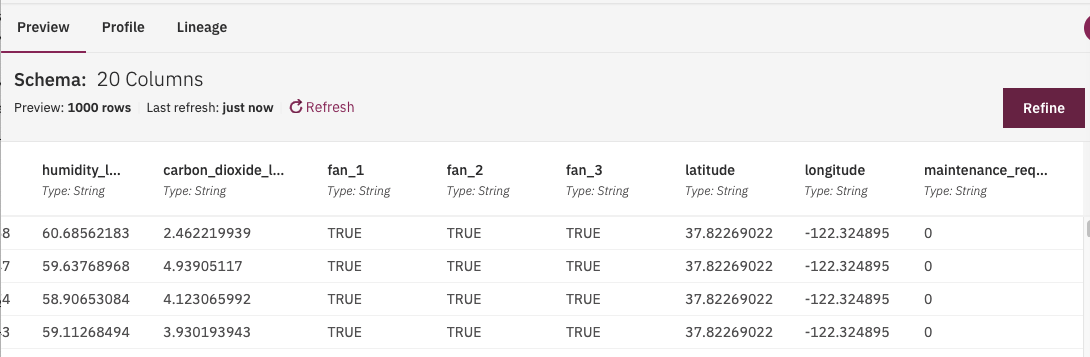 Preview Profile Lineage
Schema: 20 Columns
Preview: 1000 rows Last refresh: just now Refresh
Refine
humidity_l... carbon_dioxide_l... fan_1 fan_2 fan_3 latitude longitude maintenance_req...
Type: String Type: String Type: String Type: String Type: String Type: String Type: String Type: String
8 60.68562183 2.462219939 TRUE TRUE TRUE 37.82269022 -122.324895 0
7 59.63768968 4.93905117 TRUE TRUE TRUE 37.82269022 -122.324895 0
4 58.90653084 4.123065992 TRUE TRUE TRUE 37.82269022 -122.324895 0
3 59.11268494 3.930193943 TRUE TRUE TRUE 37.82269022 -122.324895 0